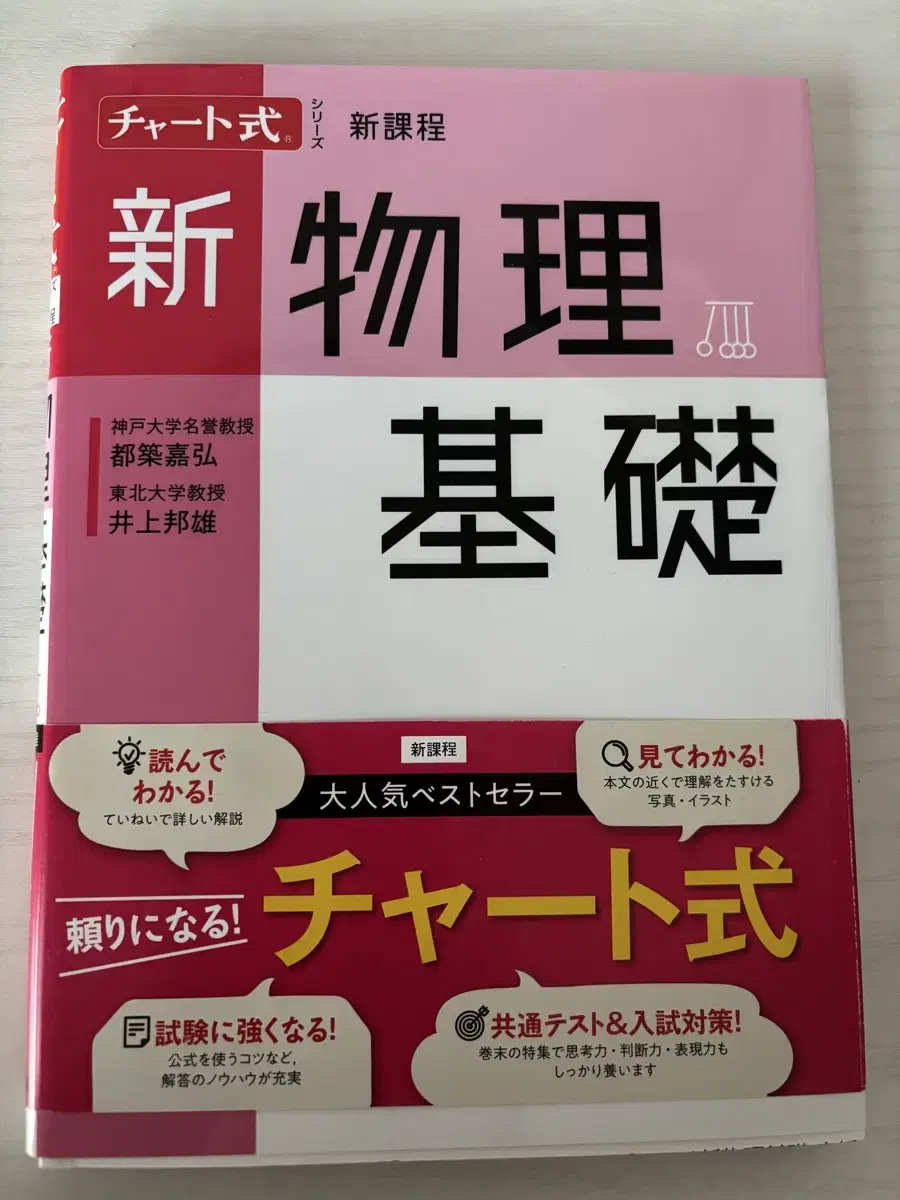 チャート式®
シリーズ
新課程
新物理
基礎
神戸大学名誉教授
都築嘉弘
東北大学教授
井上邦雄
読んで
わかる!
ていねいで詳しい解説
新課程
大人気ベストセラー
見てわかる!
本文の近くで理解をたすける
写真・イラスト
頼りになる!
チャート式
試験に強くなる!
公式を使うコツなど,
解答のノウハウが充実
共通テスト&入試対策!
巻末の特集で思考力・判断力・表現力も
しっかり養います